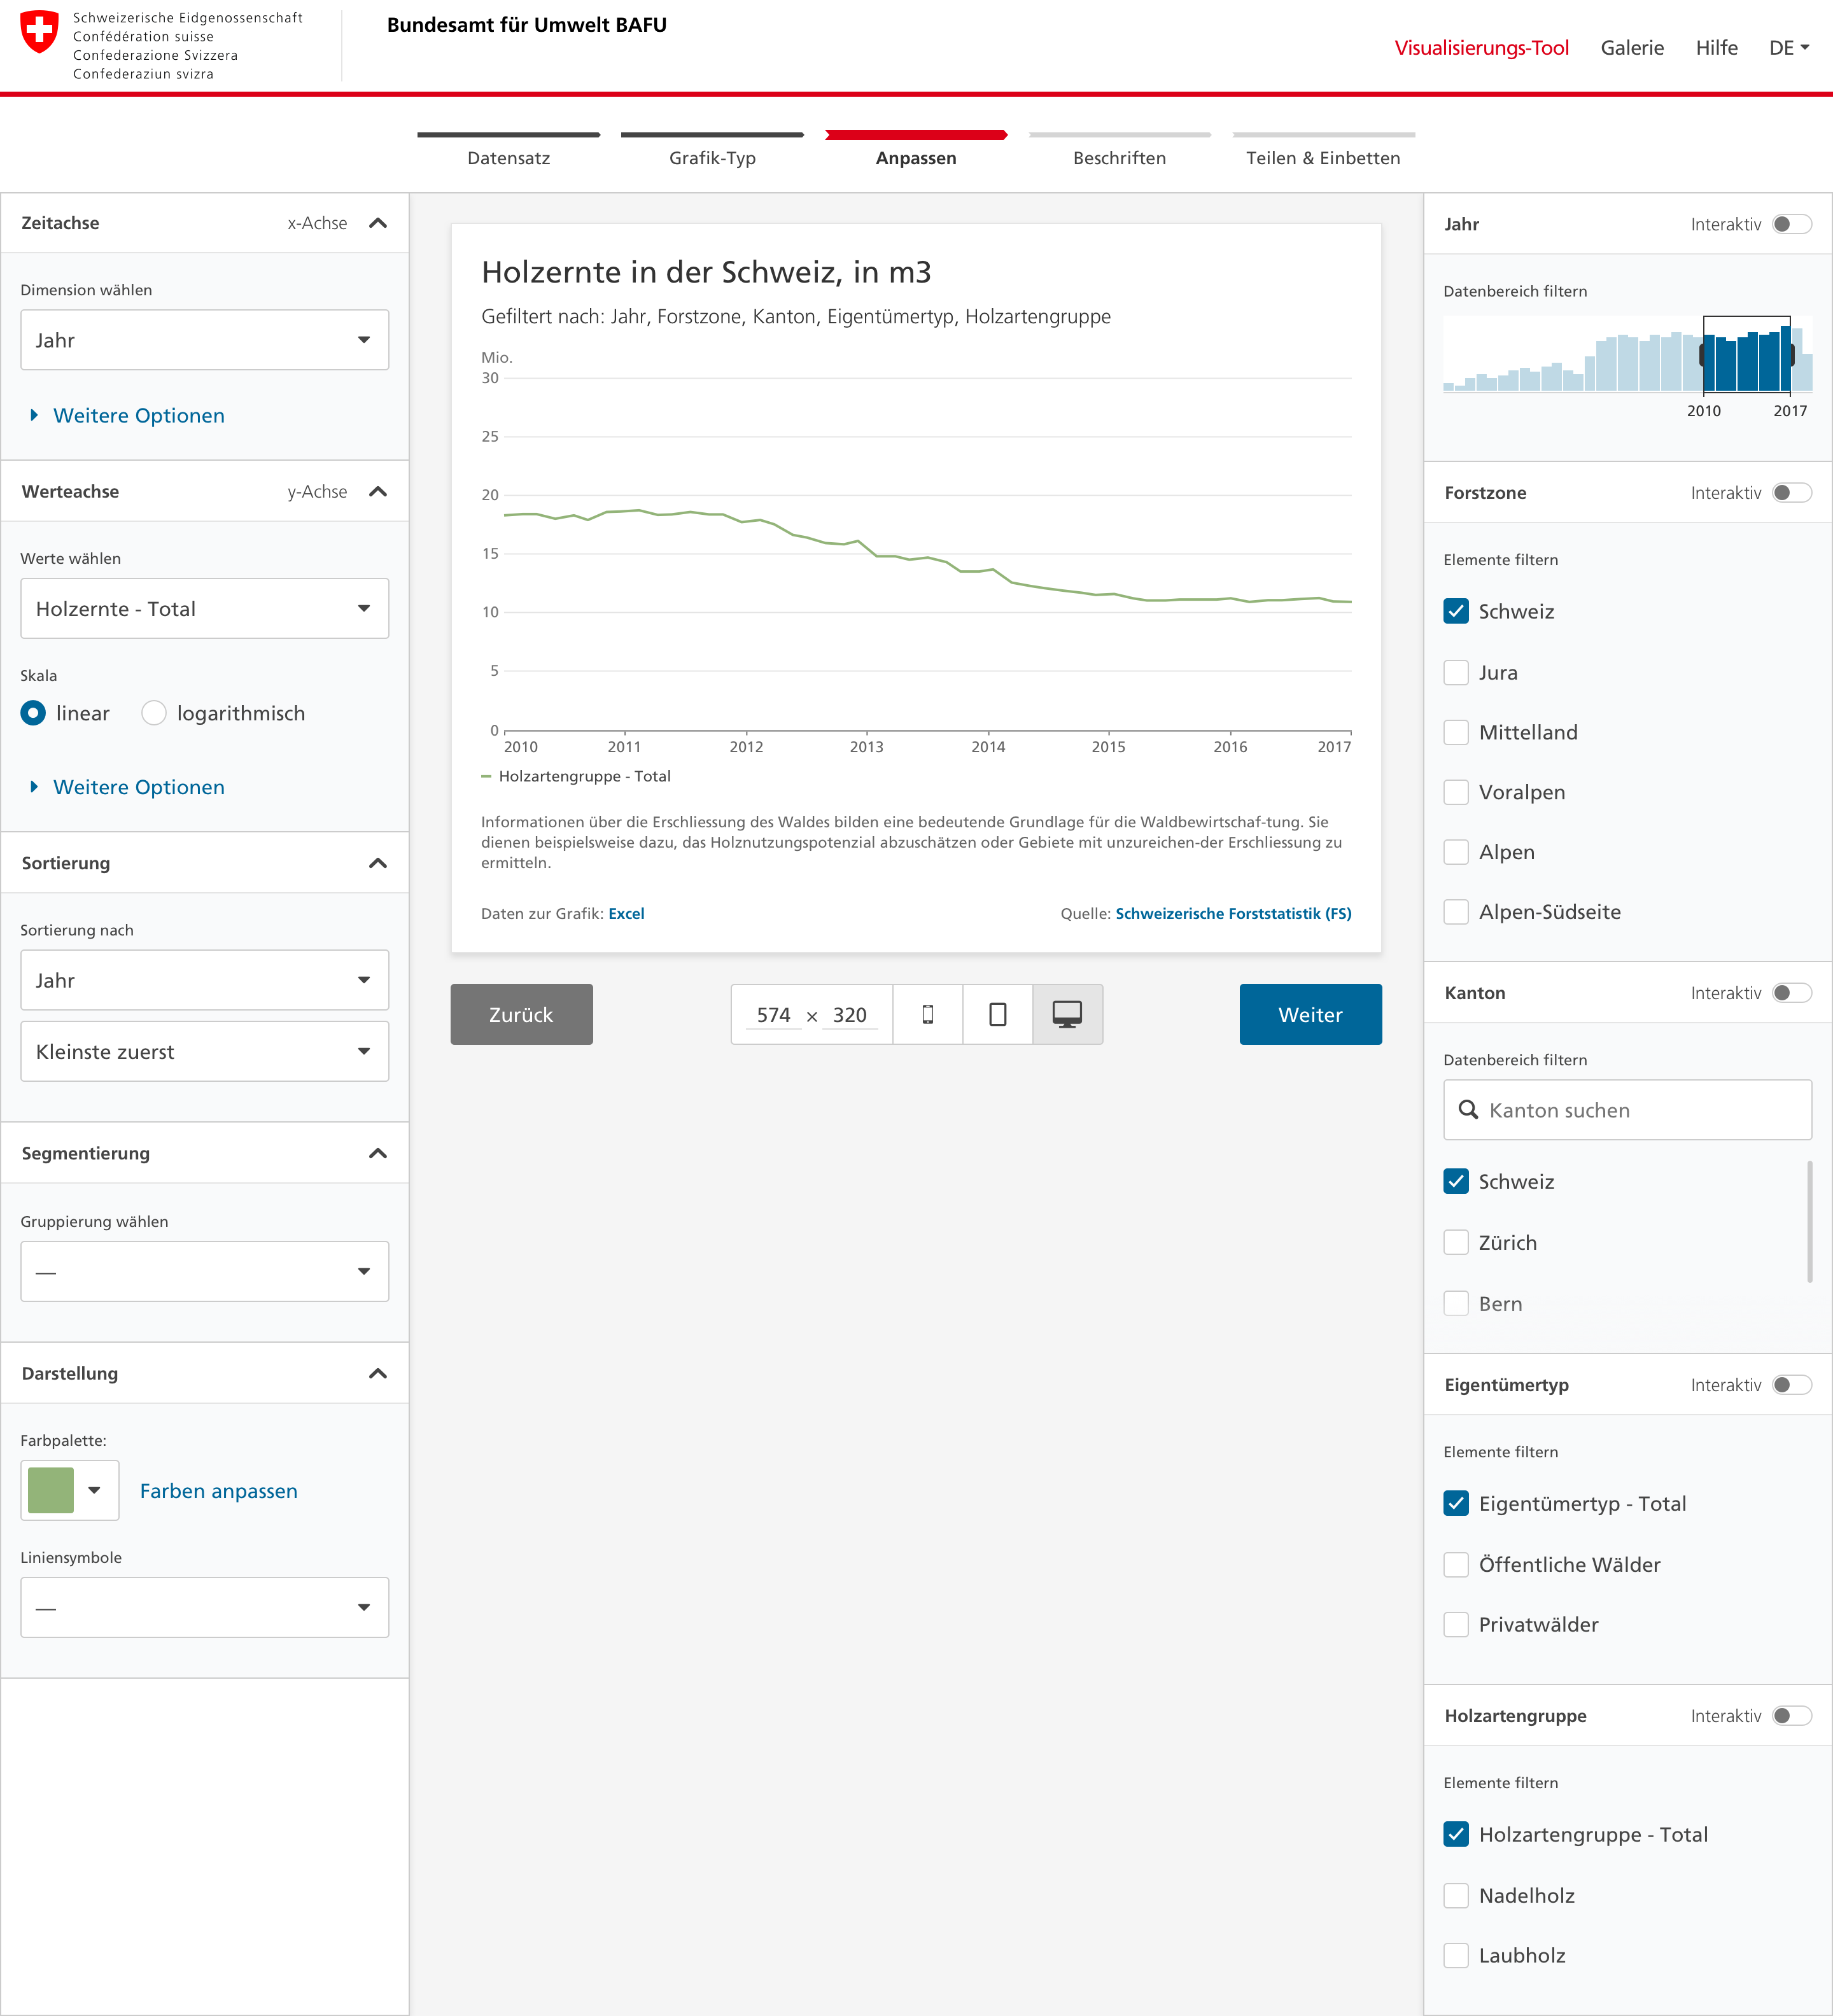 Schweizerische Eidgenossenschaft
Confédération suisse
Confederazione Svizzera
Confederaziun svizra
Bundesamt für Umwelt BAFU
Visualisierungs-Tool Galerie Hilfe DE
Datensatz Grafik-Typ Anpassen Beschriften Teilen & Einbetten
Zeitachse x-Achse
Dimension wählen
Jahr
Weitere Optionen
Werteachse y-Achse
Werte wählen
Holzernte - Total
Skala
linear logarithmisch
Weitere Optionen
Sortierung
Sortierung nach
Jahr
Kleinste zuerst
Segmentierung
Gruppierung wählen
—
Darstellung
Farbpalette:
Farben anpassen
Liniensymbole
—
Holzernte in der Schweiz, in m3
Gefiltert nach: Jahr, Forstzone, Kanton, Eigentümertyp, Holzartengruppe
Mio.
30
25
20
15
10
5
0
2010 2011 2012 2013 2014 2015 2016 2017
Holzartengruppe - Total
Informationen über die Erschliessung des Waldes bilden eine bedeutende Grundlage für die Waldbewirtschaf-tung. Sie
dienen beispielsweise dazu, das Holznutzungspotenzial abzuschätzen oder Gebiete mit unzureichen-der Erschliessung zu
ermitteln.
Daten zur Grafik: Excel Quelle: Schweizerische Forststatistik (FS)
Zurück 574 × 320 Weiter
Jahr Interaktiv
Datenbereich filtern
2010 2017
Forstzone Interaktiv
Elemente filtern
Schweiz
Jura
Mittelland
Voralpen
Alpen
Alpen-Südseite
Kanton Interaktiv
Datenbereich filtern
Kanton suchen
Schweiz
Zürich
Bern
Eigentümertyp Interaktiv
Elemente filtern
Eigentümertyp - Total
Öffentliche Wälder
Privatwälder
Holzartengruppe Interaktiv
Elemente filtern
Holzartengruppe - Total
Nadelholz
Laubholz